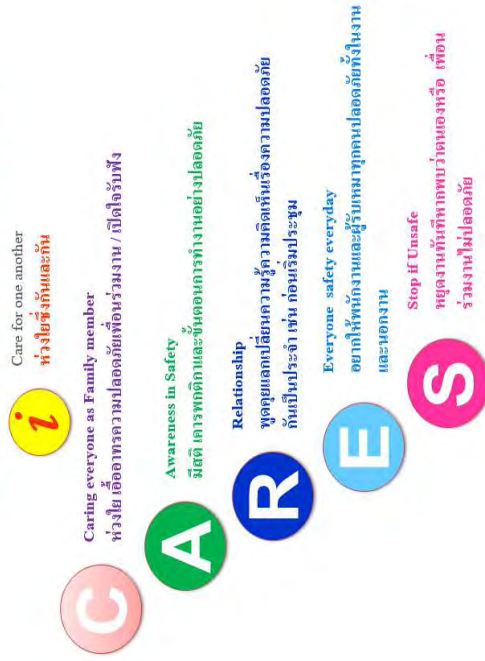 i
Care for one another
ห่วงใยซึ่งกันและกัน
C
Caring everyone as Family member
ห่วงใย เอื้ออาทรความปลอดภัยเพื่อนร่วมงาน / เปิดใจรับฟัง
A
Awareness in Safety
มีสติ เคารพกติกาและขั้นตอนการทำงานอย่างปลอดภัย
R
Relationship
พูดคุยแลกเปลี่ยนความรู้ความคิดเห็นเรื่องความปลอดภัย
กันเป็นประจำ เช่น ก่อนเริ่มประชุม
E
Everyone safety everyday
อยากให้พนักงานและผู้รับเหมาทุกคนปลอดภัยทั้งในงาน
และนอกงาน
S
Stop if Unsafe
หยุดงานทันทีหากพบว่าตนเองหรือ เพื่อน
ร่วมงานไม่ปลอดภัย